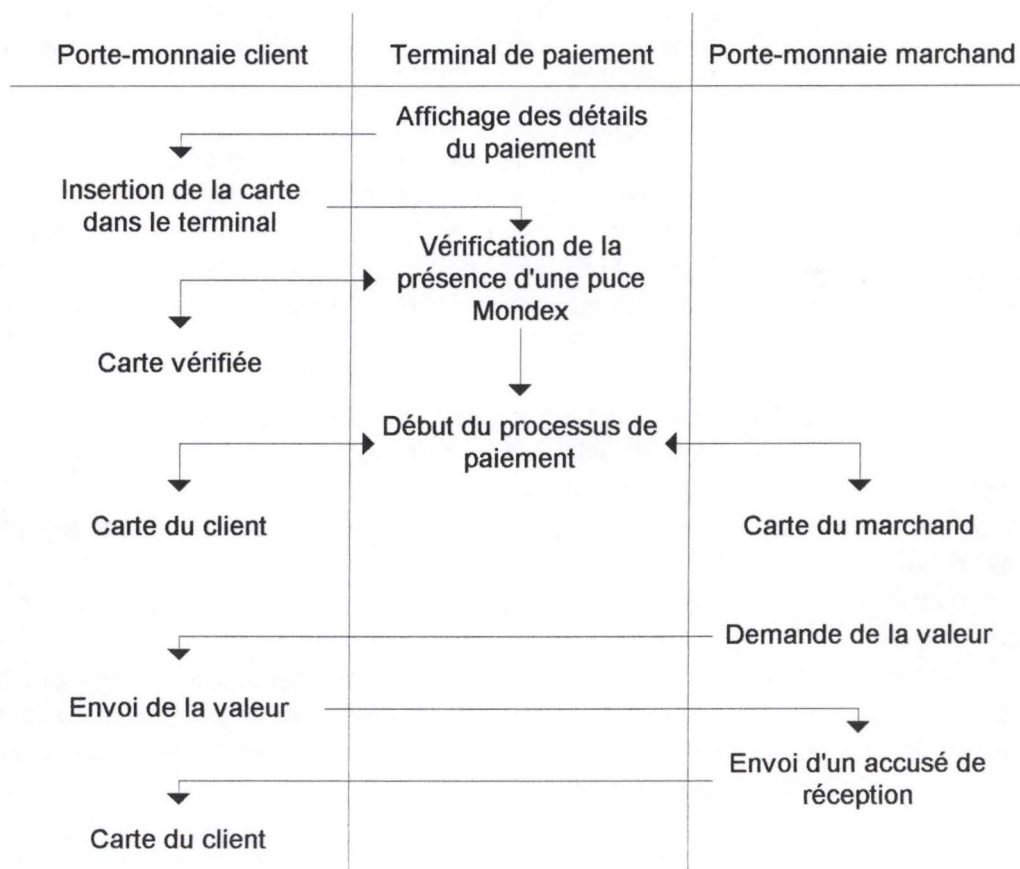 Porte-monnaie client
Terminal de paiement
Porte-monnaie marchand
Affichage des détails
du paiement
Insertion de la carte
dans le terminal
Vérification de la
présence d'une puce
Mondex
Carte vérifiée
Début du processus de
paiement
Carte du client
Carte du marchand
Demande de la valeur
Envoi de la valeur
Envoi d'un accusé de
réception
Carte du client